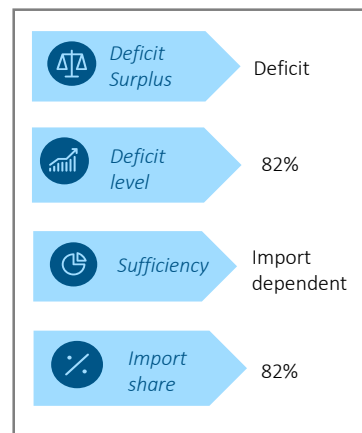 Deficit
Surplus
Deficit
Deficit
level
82%
Sufficiency
Import
dependent
Import
share
82%